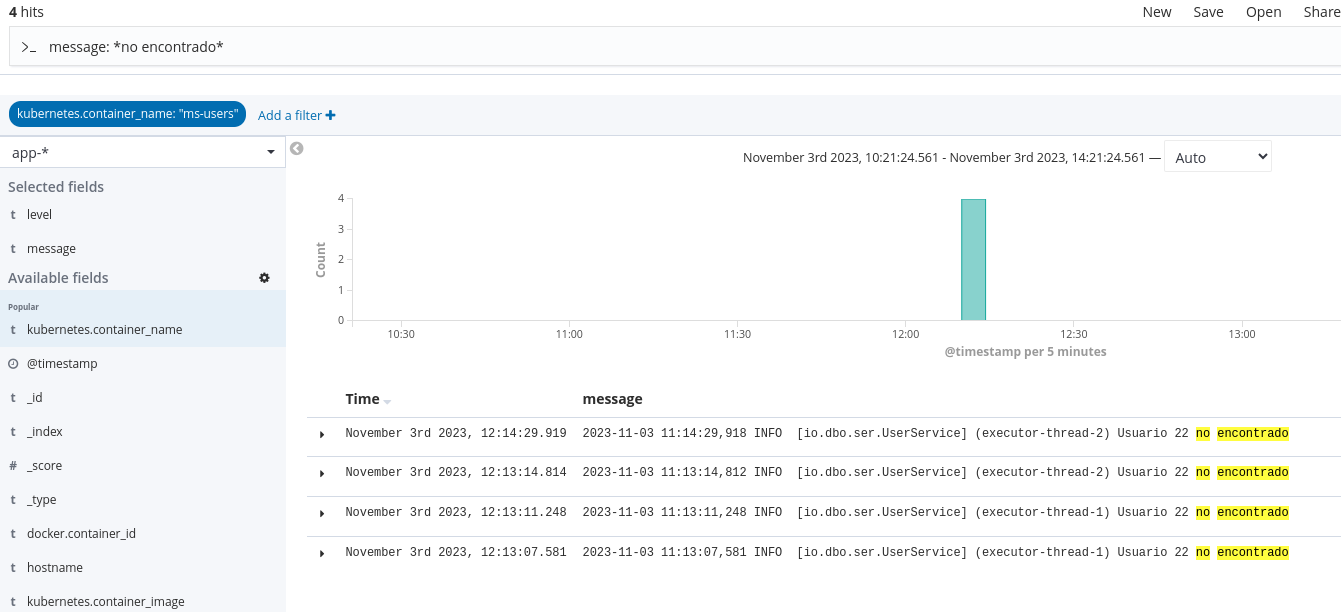 4 hits
New Save Open Share
>_ message: *no encontrado*
kubernetes.container_name: "ms-users" Add a filter +
app-*
November 3rd 2023, 10:21:24.561 - November 3rd 2023, 14:21:24.561 — Auto
Selected fields
t level
t message
Available fields
Popular
t kubernetes.container_name
@timestamp
t _id
t _index
# _score
t _type
t docker.container_id
t hostname
t kubernetes.container_image
Count
4
3
2
1
0
10:30 11:00 11:30 12:00 12:30 13:00
@timestamp per 5 minutes
Time message
November 3rd 2023, 12:14:29.919 2023-11-03 11:14:29,918 INFO [io.dbo.ser.UserService] (executor-thread-2) Usuario 22 no encontrado
November 3rd 2023, 12:13:14.814 2023-11-03 11:13:14,812 INFO [io.dbo.ser.UserService] (executor-thread-2) Usuario 22 no encontrado
November 3rd 2023, 12:13:11.248 2023-11-03 11:13:11,248 INFO [io.dbo.ser.UserService] (executor-thread-1) Usuario 22 no encontrado
November 3rd 2023, 12:13:07.581 2023-11-03 11:13:07,581 INFO [io.dbo.ser.UserService] (executor-thread-1) Usuario 22 no encontrado